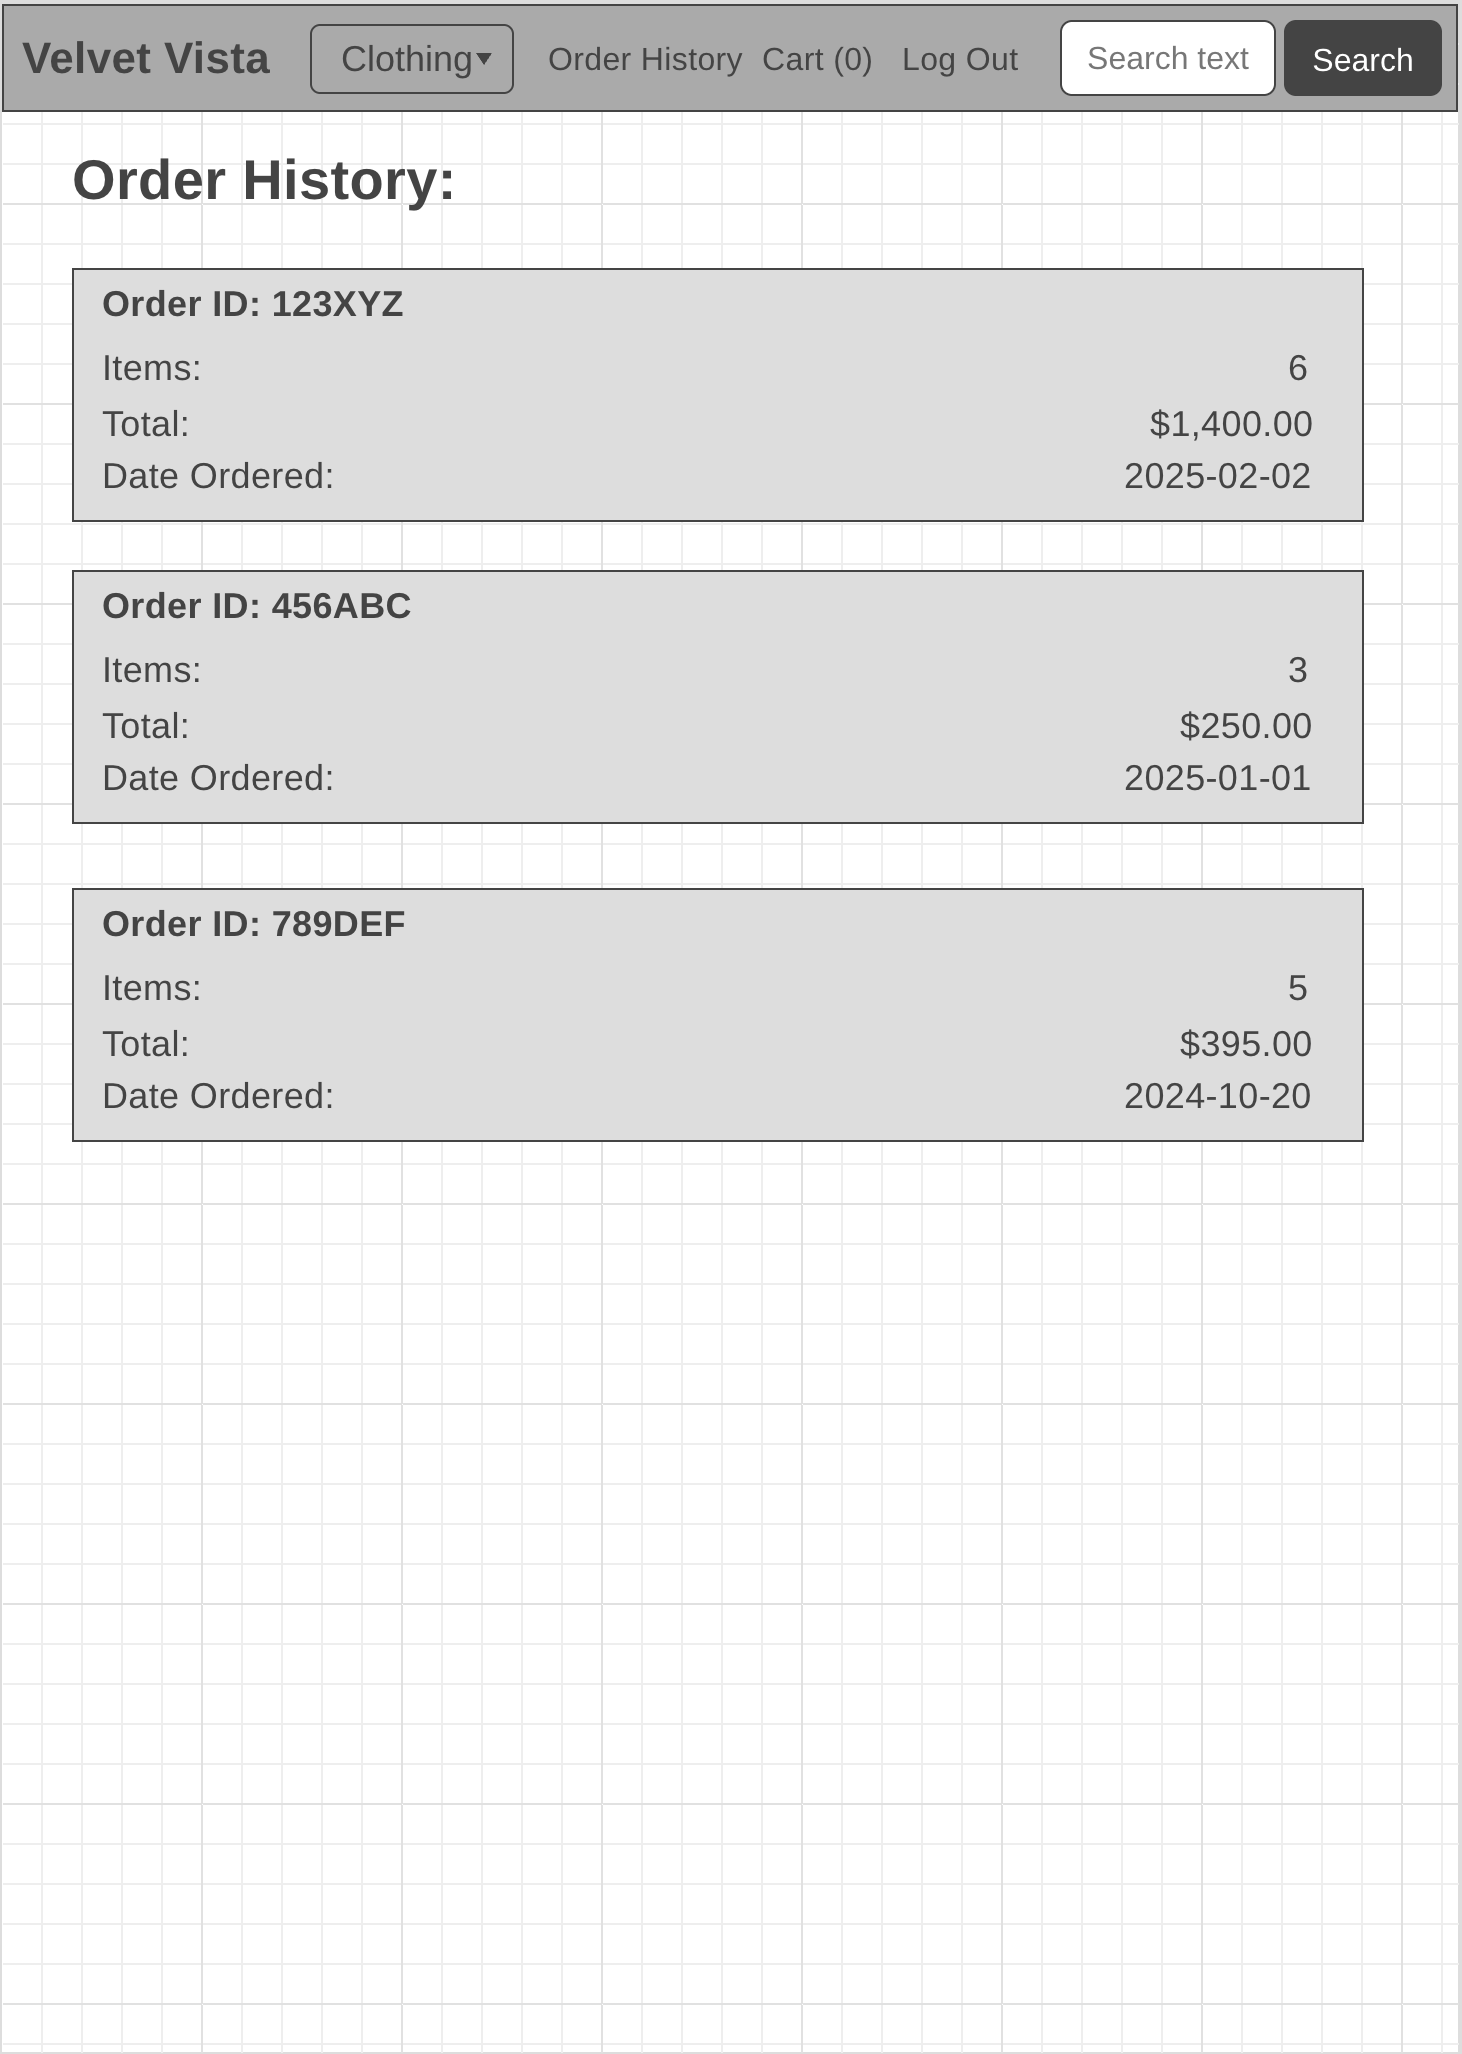 Velvet Vista Clothing Order History Cart (0) Log Out Search text Search
Order History:
Order ID: 123XYZ
Items: 6
Total: $1,400.00
Date Ordered: 2025-02-02
Order ID: 456ABC
Items: 3
Total: $250.00
Date Ordered: 2025-01-01
Order ID: 789DEF
Items: 5
Total: $395.00
Date Ordered: 2024-10-20